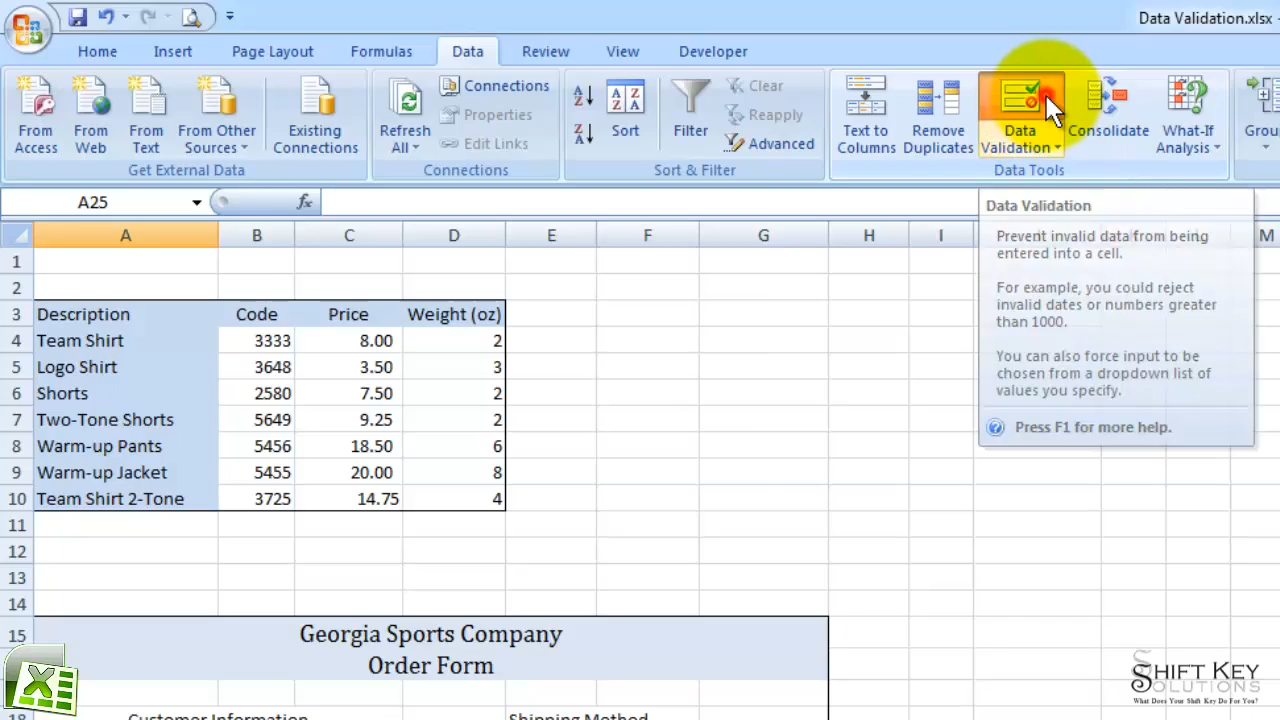 Data Validation.xlsx -
Home Insert Page Layout Formulas Data Review View Developer
From Access
From Web
From Text
From Other Sources
Existing Connections
Get External Data
Refresh All
Connections
Properties
Edit Links
Connections
A Z
Z A
A Z
Z A
Sort
Filter
Clear
Reapply
Advanced
Sort & Filter
Text to Columns
Remove Duplicates
Data Validation
Consolidate
What-If Analysis
Data Tools
A25
fx
Data Validation
Prevent invalid data from being
entered into a cell.
For example, you could reject
invalid dates or numbers greater
than 1000.
You can also force input to be
chosen from a dropdown list of
values you specify.
Press F1 for more help.
A B C D E F G H I M
1
2
3 Description Code Price Weight (oz)
4 Team Shirt 3333 8.00 2
5 Logo Shirt 3648 3.50 3
6 Shorts 2580 7.50 2
7 Two-Tone Shorts 5649 9.25 2
8 Warm-up Pants 5456 18.50 6
9 Warm-up Jacket 5455 20.00 8
10 Team Shirt 2-Tone 3725 14.75 4
11
12
13
14
15 Georgia Sports Company
Order Form
18 Customer Information Shipping Method
SHIFT KEY
SOLUTIONS
What Does Your Shift Key Do For You?